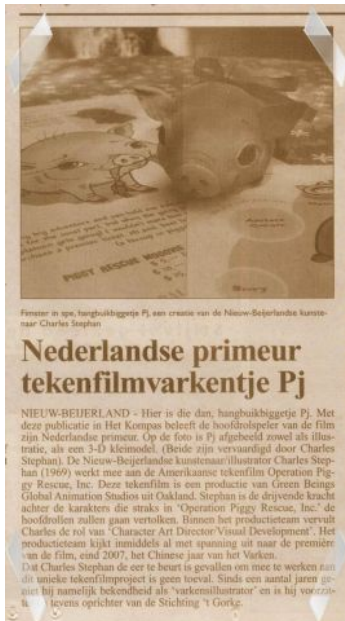 PIGGY RESCUE MISSIONS
Filmster in spe, hangbuikbiggetje Pj, een creatie van de Nieuw-Beijerlandse kunste-
naar Charles Stephan
Nederlandse primeur
tekenfilmvarkentje Pj
NIEUW-BEIJERLAND - Hier is die dan, hangbuikbiggetje Pj. Met
deze publicatie in Het Kompas beleeft de hoofdrolspeler van de film
zijn Nederlandse primeur. Op de foto is Pj afgebeeld zowel als illus-
tratie, als een 3-D kleimodel. (Beide zijn vervaardigd door Charles
Stephan). De Nieuw-Beijerlandse kunstenaar/illustrator Charles Step-
han (1969) werkt mee aan de Amerikaanse tekenfilm Operation Pig-
gy Rescue, Inc. Deze tekenfilm is een productie van Green Beings
Global Animation Studios uit Oakland. Stephan is de drijvende kracht
achter de karakters die straks in 'Operation Piggy Rescue, Inc.' de
hoofdrollen zullen gaan vertolken. Binnen het productieteam vervult
Charles de rol van 'Character Art Director/Visual Development'. Het
productieteam kijkt inmiddels al met spanning uit naar de première
van de film, eind 2007, het Chinese jaar van het Varken.
Dat Charles Stephan de eer te beurt is gevallen om mee te werken aan
dit unieke tekenfilmproject is geen toeval. Sinds een aantal jaren ge-
niet hij namelijk bekendheid als 'varkensillustrator' en is hij voorzit-
ter tevens oprichter van de Stichting 't Gorke.